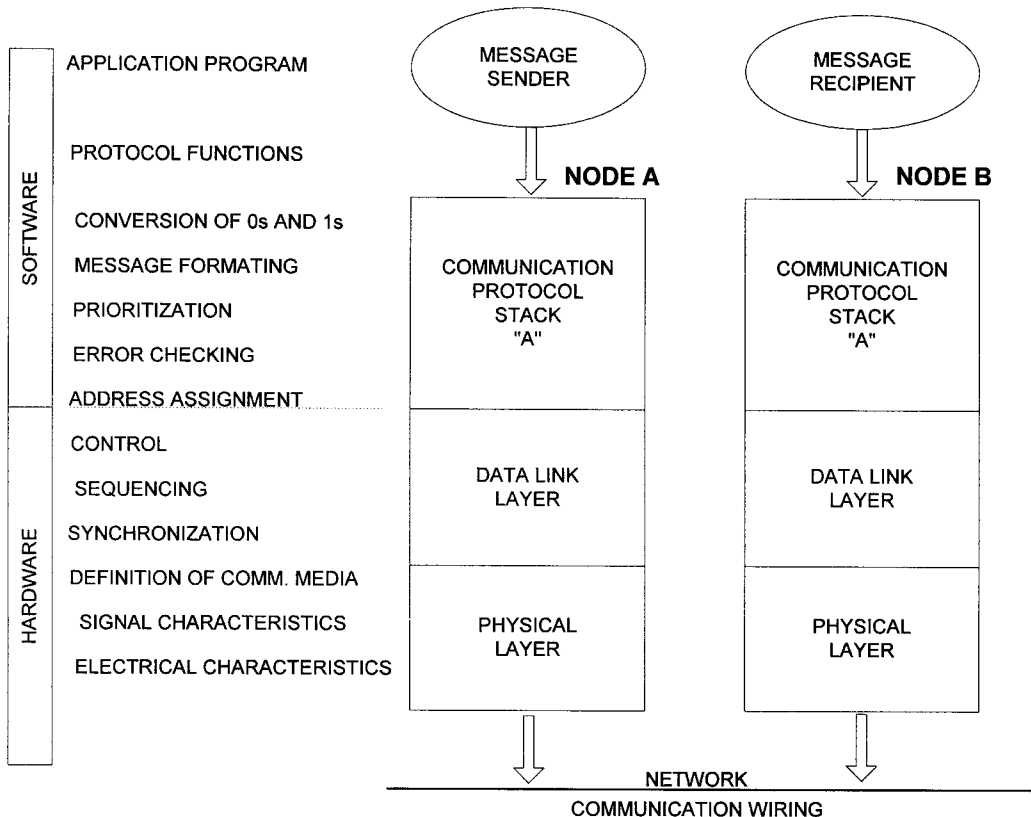 SOFTWARE
HARDWARE
APPLICATION PROGRAM
PROTOCOL FUNCTIONS
CONVERSION OF 0s AND 1s
MESSAGE FORMATING
PRIORITIZATION
ERROR CHECKING
ADDRESS ASSIGNMENT
CONTROL
SEQUENCING
SYNCHRONIZATION
DEFINITION OF COMM. MEDIA
SIGNAL CHARACTERISTICS
ELECTRICAL CHARACTERISTICS
MESSAGE
SENDER
NODE A
COMMUNICATION
PROTOCOL
STACK
"A"
DATA LINK
LAYER
PHYSICAL
LAYER
MESSAGE
RECIPIENT
NODE B
COMMUNICATION
PROTOCOL
STACK
"A"
DATA LINK
LAYER
PHYSICAL
LAYER
NETWORK
COMMUNICATION WIRING